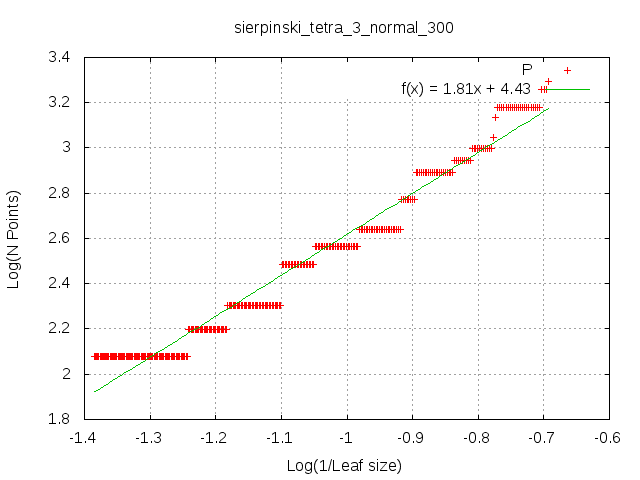 sierpinski_tetra_3_normal_300
3.4
P
f(x) = 1.81x + 4.43
3.2
3
2.8
2.6
2.4
2.2
2
1.8
-1.4 -1.3 -1.2 -1.1 -1 -0.9 -0.8 -0.7 -0.6
Log(N Points)
Log(1/Leaf size)